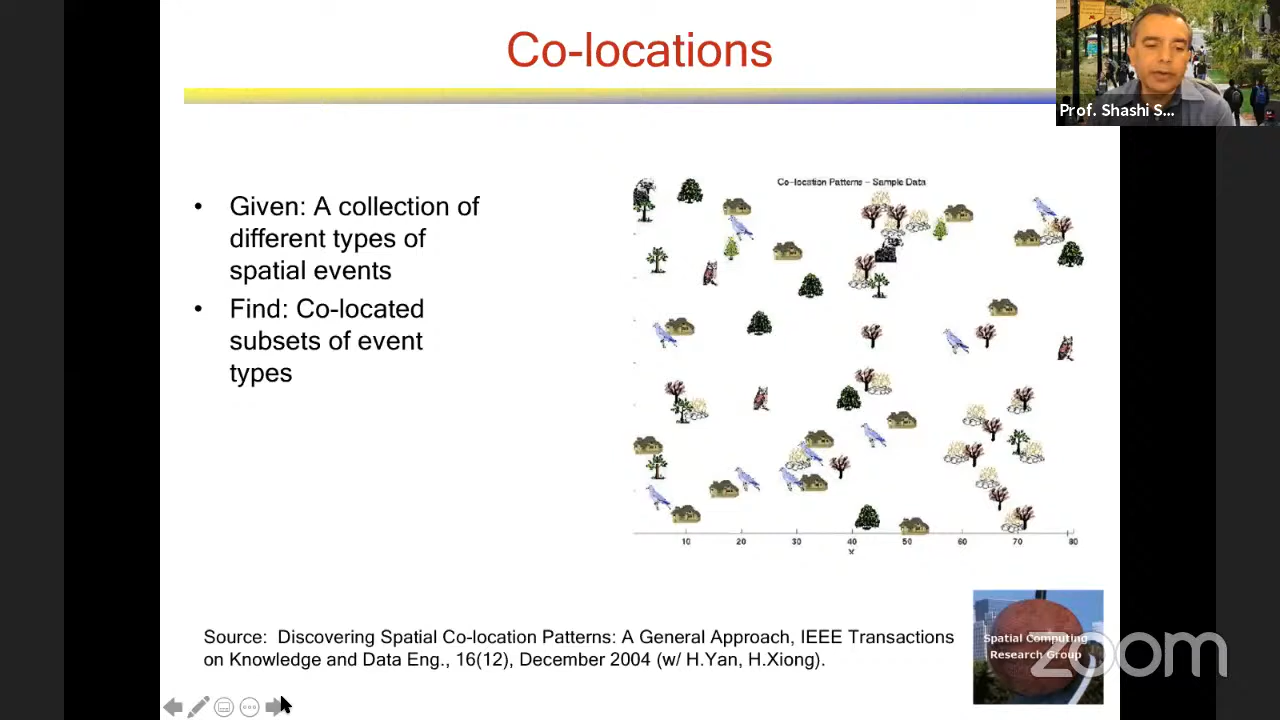 Co-locations
Prof. Shashi S...
• Given: A collection of
different types of
spatial events
• Find: Co-located
subsets of event
types
Co-location Patterns – Sample Data
10 20 30 40 50 60 70 80
X
Source: Discovering Spatial Co-location Patterns: A General Approach, IEEE Transactions
on Knowledge and Data Eng., 16(12), December 2004 (w/ H.Yan, H.Xiong).
Spatial Computing
Research Group
zoom